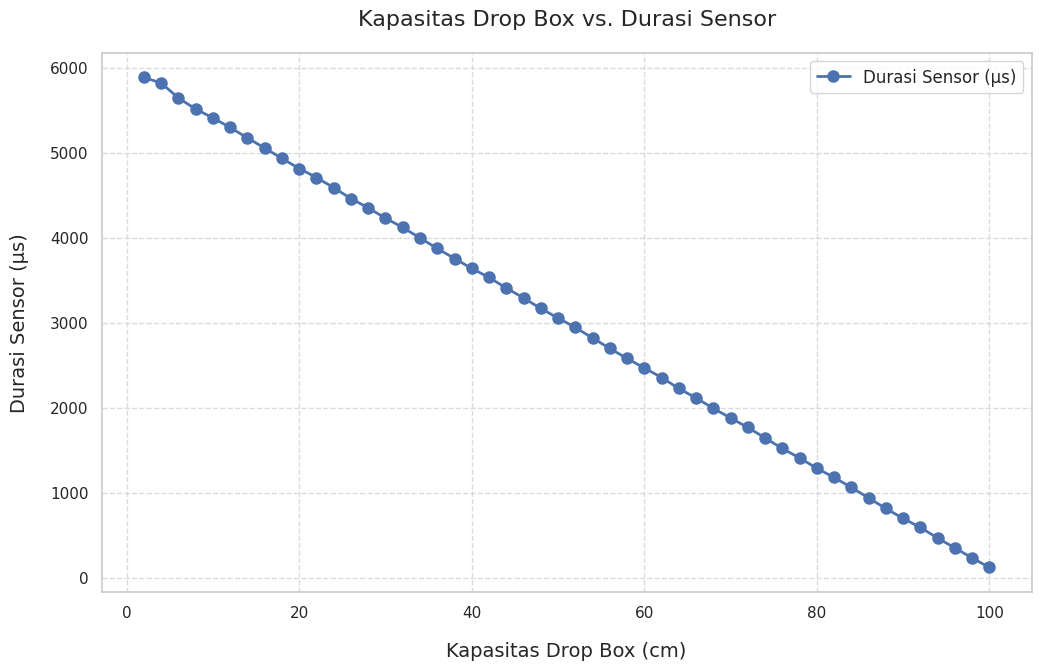 Kapasitas Drop Box vs. Durasi Sensor
Durasi Sensor (µs)
6000
5000
4000
3000
2000
1000
0
Durasi Sensor (µs)
0 20 40 60 80 100
Kapasitas Drop Box (cm)